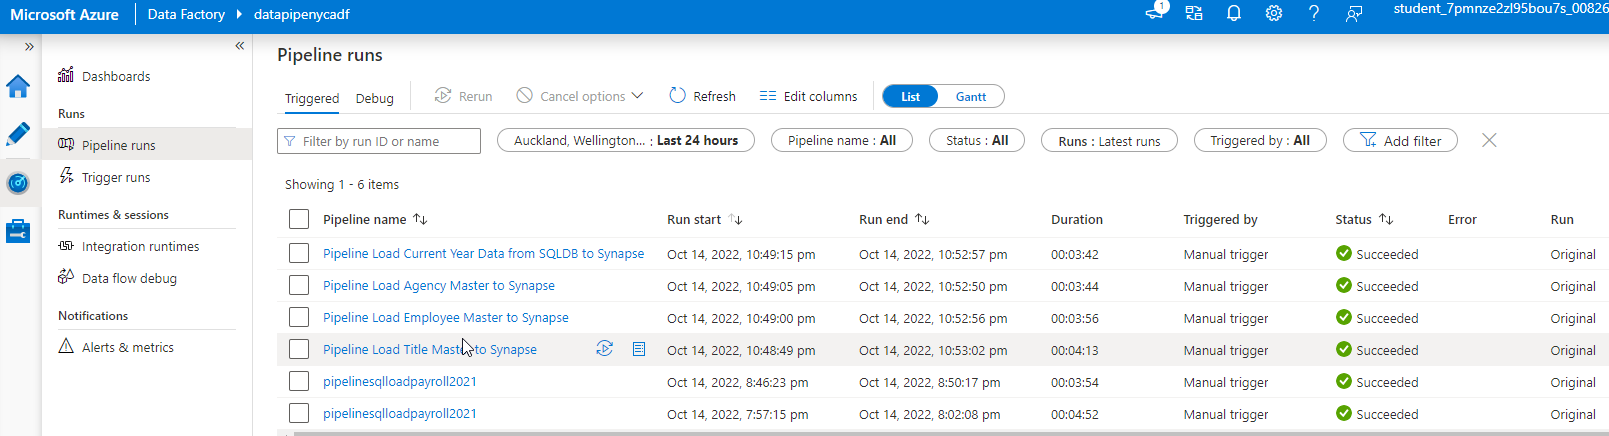 Microsoft Azure Data Factory > datapipenycadf 1 ? student_7pmnze2zl95bou7s_00826
» «
Dashboards
Runs
Pipeline runs
Trigger runs
Runtimes & sessions
Integration runtimes
Data flow debug
Notifications
Alerts & metrics
Pipeline runs
Triggered Debug Rerun Cancel options Refresh Edit columns List Gantt
Filter by run ID or name Auckland, Wellington... : Last 24 hours Pipeline name : All Status : All Runs : Latest runs Triggered by : All Add filter
Showing 1 - 6 items
Pipeline name Run start Run end Duration Triggered by Status Error Run
Pipeline Load Current Year Data from SQLDB to Synapse Oct 14, 2022, 10:49:15 pm Oct 14, 2022, 10:52:57 pm 00:03:42 Manual trigger Succeeded Original
Pipeline Load Agency Master to Synapse Oct 14, 2022, 10:49:05 pm Oct 14, 2022, 10:52:50 pm 00:03:44 Manual trigger Succeeded Original
Pipeline Load Employee Master to Synapse Oct 14, 2022, 10:49:00 pm Oct 14, 2022, 10:52:56 pm 00:03:56 Manual trigger Succeeded Original
Pipeline Load Title Master to Synapse Oct 14, 2022, 10:48:49 pm Oct 14, 2022, 10:53:02 pm 00:04:13 Manual trigger Succeeded Original
pipelinesqlloadpayroll2021 Oct 14, 2022, 8:46:23 pm Oct 14, 2022, 8:50:17 pm 00:03:54 Manual trigger Succeeded Original
pipelinesqlloadpayroll2021 Oct 14, 2022, 7:57:15 pm Oct 14, 2022, 8:02:08 pm 00:04:52 Manual trigger Succeeded Original